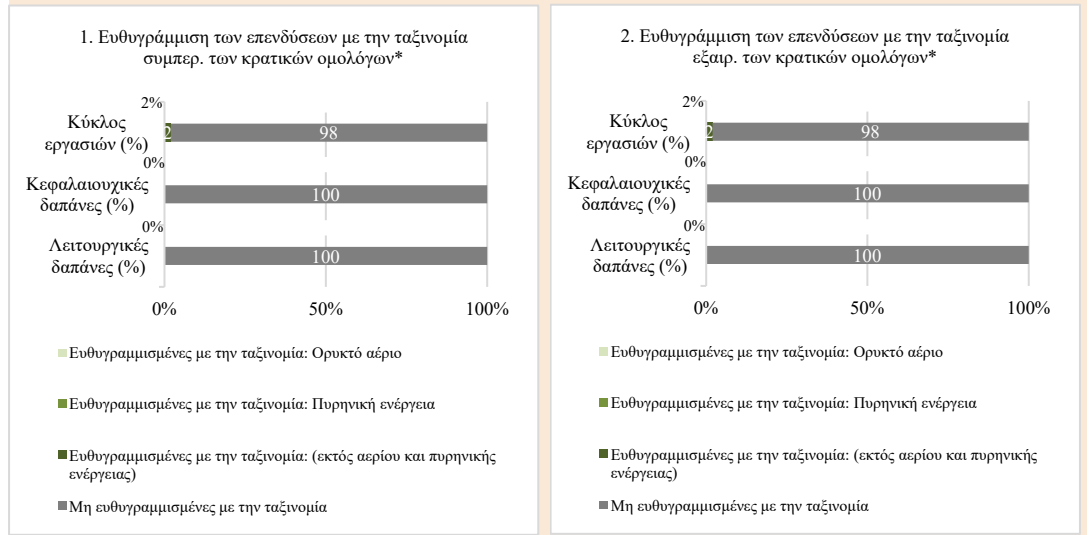 1. Ευθυγράμμιση των επενδύσεων με την ταξινομία
συμπερ. των κρατικών ομολόγων*
2%
Κύκλος
εργασιών (%)
2
98
0%
Κεφαλαιουχικές
δαπάνες (%)
100
0%
Λειτουργικές
δαπάνες (%)
100
0%
50%
100%
Ευθυγραμμισμένες με την ταξινομία: Ορυκτό αέριο
Ευθυγραμμισμένες με την ταξινομία: Πυρηνική ενέργεια
Ευθυγραμμισμένες με την ταξινομία: (εκτός αερίου και πυρηνικής
ενέργειας)
Μη ευθυγραμμισμένες με την ταξινομία
2. Ευθυγράμμιση των επενδύσεων με την ταξινομία
εξαιρ. των κρατικών ομολόγων*
2%
Κύκλος
εργασιών (%)
2
98
0%
Κεφαλαιουχικές
δαπάνες (%)
100
0%
Λειτουργικές
δαπάνες (%)
100
0%
50%
100%
Ευθυγραμμισμένες με την ταξινομία: Ορυκτό αέριο
Ευθυγραμμισμένες με την ταξινομία: Πυρηνική ενέργεια
Ευθυγραμμισμένες με την ταξινομία: (εκτός αερίου και πυρηνικής
ενέργειας)
Μη ευθυγραμμισμένες με την ταξινομία